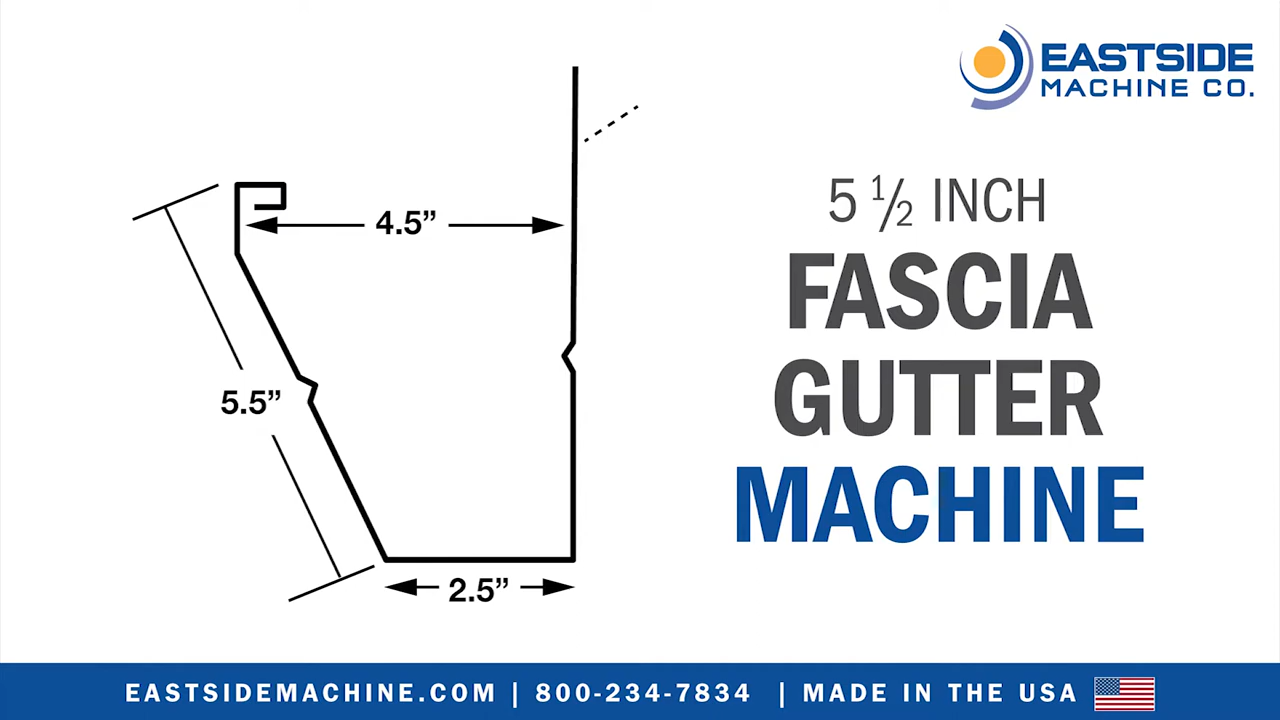 EASTSIDE
MACHINE CO.
5 ½ INCH
FASCIA
GUTTER
MACHINE
4.5”
5.5”
2.5”
EASTSIDEMACHINE.COM | 800-234-7834 | MADE IN THE USA